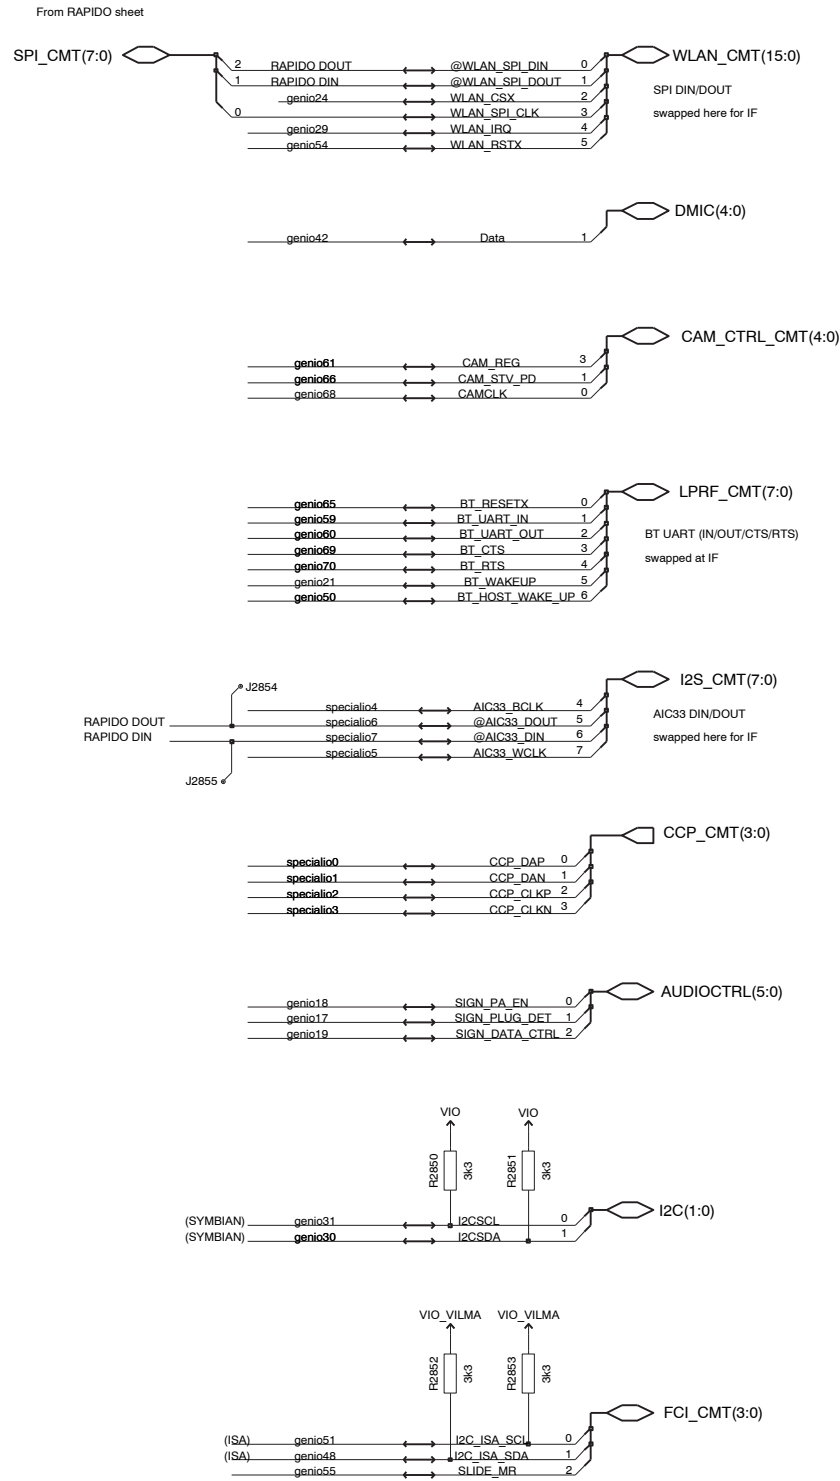 From RAPIDO sheet
SPI_CMT(7:0)
WLAN_CMT(15:0)
2 RAPIDO DOUT @WLAN_SPI_DIN 0
1 RAPIDO DIN @WLAN_SPI_DOUT 1
genio24 WLAN_CSX 2
0 WLAN_SPI_CLK 3
genio29 WLAN_IRQ 4
genio54 WLAN_RSTX 5
SPI DIN/DOUT
swapped here for IF
DMIC(4:0)
genio42 Data 1
CAM_CTRL_CMT(4:0)
genio61 CAM_REG 3
genio66 CAM_STV_PD 1
genio68 CAMCLK 0
LPRF_CMT(7:0)
genio65 BT_RESETX 0
genio59 BT_UART_IN 1
genio60 BT_UART_OUT 2
genio69 BT_CTS 3
genio70 BT_RTS 4
genio21 BT_WAKEUP 5
genio50 BT_HOST_WAKE_UP 6
BT UART (IN/OUT/CTS/RTS)
swapped at IF
I2S_CMT(7:0)
J2854
specialio4 AIC33_BCLK 4
RAPIDO DOUT specialio6 @AIC33_DOUT 5
RAPIDO DIN specialio7 @AIC33_DIN 6
specialio5 AIC33_WCLK 7
J2855
AIC33 DIN/DOUT
swapped here for IF
CCP_CMT(3:0)
specialio0 CCP_DAP 0
specialio1 CCP_DAN 1
specialio2 CCP_CLKP 2
specialio3 CCP_CLKN 3
AUDIOCTRL(5:0)
genio18 SIGN_PA_EN 0
genio17 SIGN_PLUG_DET 1
genio19 SIGN_DATA_CTRL 2
VIO VIO
R2850 3k3 R2851 3k3
I2C(1:0)
(SYMBIAN) genio31 I2CSCL 0
(SYMBIAN) genio30 I2CSDA 1
VIO_VILMA VIO_VILMA
R2852 3k3 R2853 3k3
FCI_CMT(3:0)
(ISA) genio51 I2C_ISA_SCL 0
(ISA) genio48 I2C_ISA_SDA 1
genio55 SLIDE_MR 2